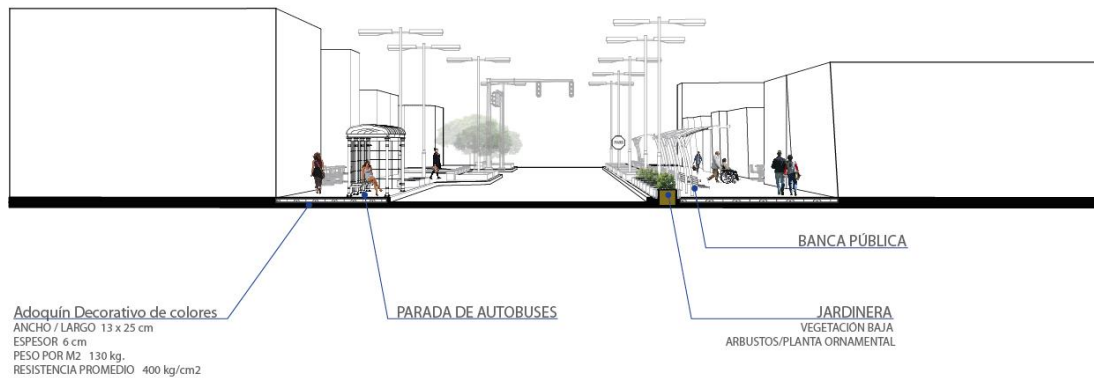 BANCA PÚBLICA
Adoquín Decorativo de colores
ANCHO / LARGO 13 x 25 cm
ESPESOR 6 cm
PESO POR M2 130 kg.
RESISTENCIA PROMEDIO 400 kg/cm2
PARADA DE AUTOBUSES
JARDINERA
VEGETACIÓN BAJA
ARBUSTOS/PLANTA ORNAMENTAL